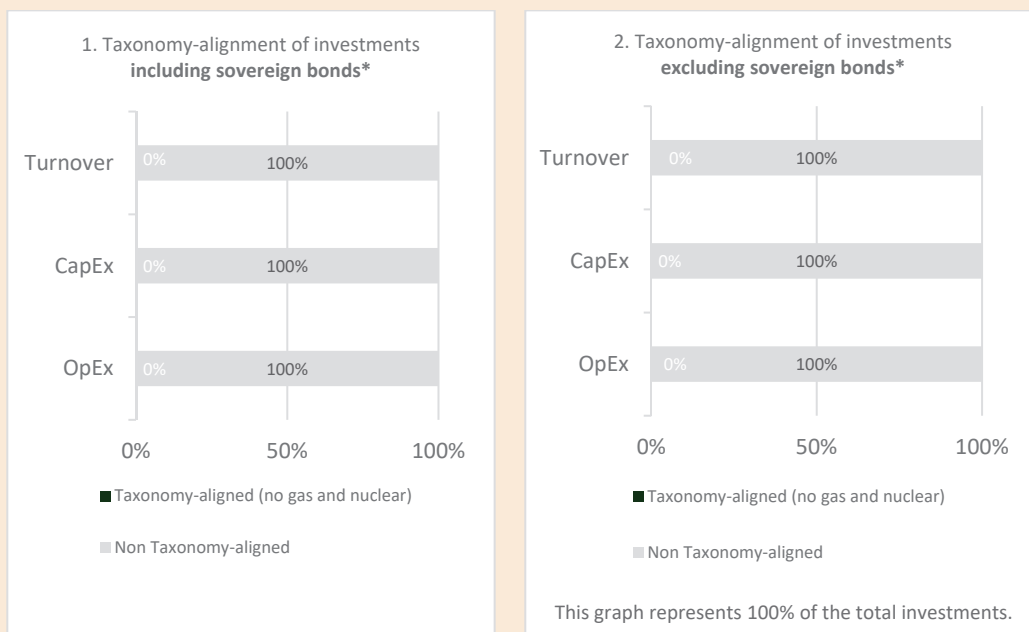 1. Taxonomy-alignment of investments
including sovereign bonds*
Turnover
0%
100%
CapEx
0%
100%
OpEx
0%
100%
0%
50%
100%
Taxonomy-aligned (no gas and nuclear)
Non Taxonomy-aligned
2. Taxonomy-alignment of investments
excluding sovereign bonds*
Turnover
0%
100%
CapEx
0%
100%
OpEx
0%
100%
0%
50%
100%
Taxonomy-aligned (no gas and nuclear)
Non Taxonomy-aligned
This graph represents 100% of the total investments.